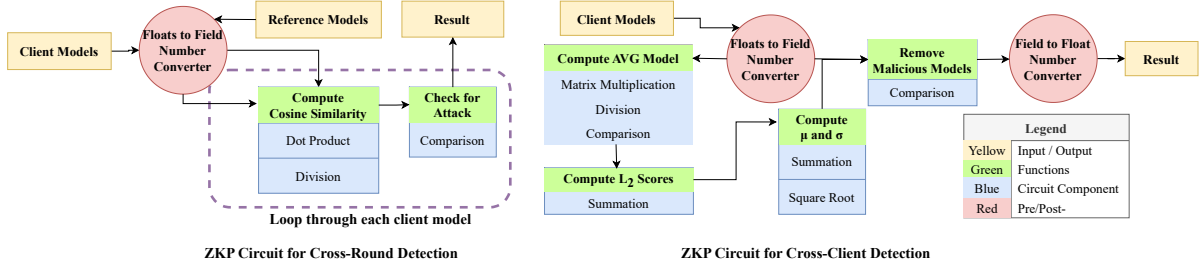 Reference Models
Result
Client Models
Floats to Field
Number
Converter
Compute
Cosine Similarity
Dot Product
Division
Check for
Attack
Comparison
Loop through each client model
ZKP Circuit for Cross-Round Detection
Client Models
Floats to Field
Number
Converter
Compute AVG Model
Matrix Multiplication
Division
Comparison
Compute L2 Scores
Summation
Compute
μ and σ
Summation
Square Root
Remove
Malicious Models
Comparison
Field to Float
Number
Converter
Result
Legend
Yellow Input / Output
Green Functions
Blue Circuit Component
Red Pre/Post-
ZKP Circuit for Cross-Client Detection